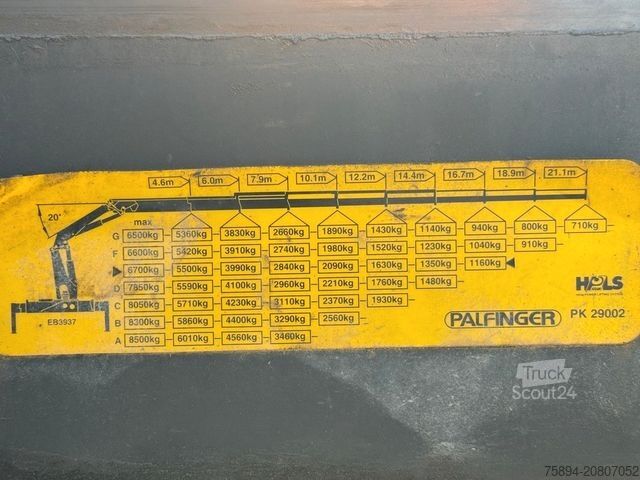 4.6m 6.0m 7.9m 10.1m 12.2m 14.4m 16.7m 18.9m 21.1m
20°
max
G 6500kg 5360kg 3830kg 2660kg 1890kg 1430kg 1140kg 940kg 800kg 710kg
F 6600kg 5420kg 3910kg 2740kg 1980kg 1520kg 1230kg 1040kg 910kg
6700kg 5500kg 3990kg 2840kg 2090kg 1630kg 1350kg 1160kg
D 7850kg 5590kg 4100kg 2960kg 2210kg 1760kg 1480kg
C 8050kg 5710kg 4230kg 3110kg 2370kg 1930kg
B 8300kg 5860kg 4400kg 3290kg 2560kg
A 8500kg 6010kg 4560kg 3460kg
EB3937
HPLS
PALFINGER PK 29002
Truck
Scout24
75894-20807052